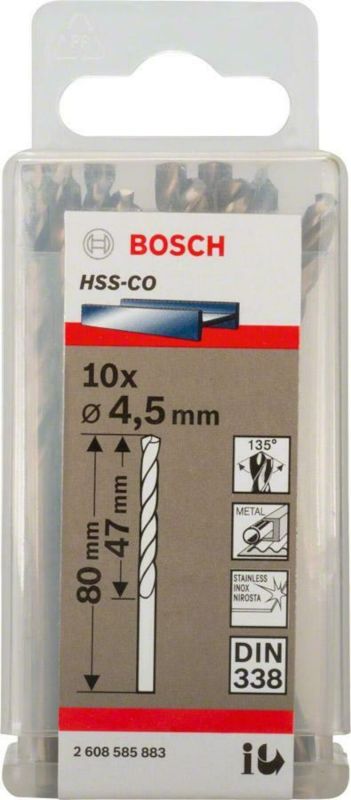 PP
BOSCH
HSS-CO
10x
ø 4,5 mm
135°
80 mm
47 mm
METAL
STAINLESS
INOX
NIROSTA
DIN
338
2 608 585 883